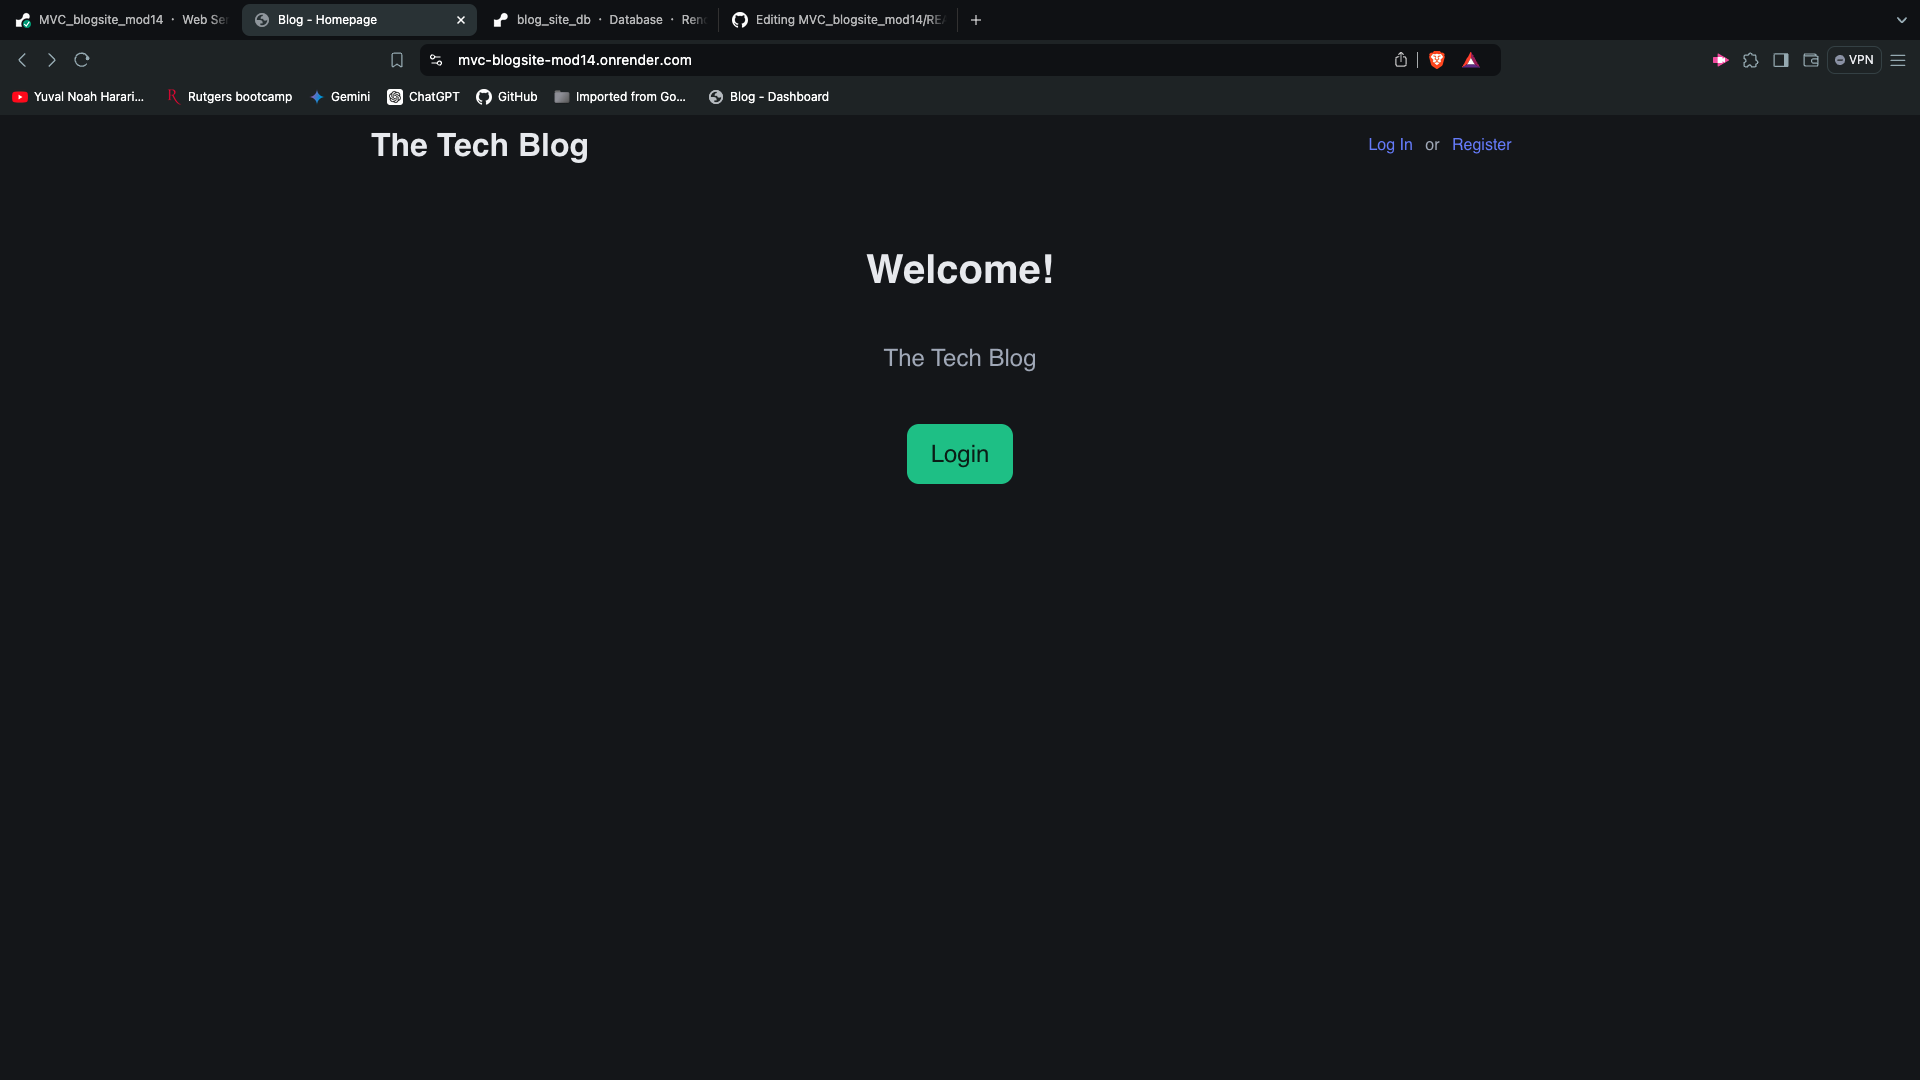 MVC_blogsite_mod14 · Web Ser
Blog - Homepage
blog_site_db · Database · Rend
Editing MVC_blogsite_mod14/REA
mvc-blogsite-mod14.onrender.com
VPN
Yuval Noah Harari...
Rutgers bootcamp
Gemini
ChatGPT
GitHub
Imported from Go...
Blog - Dashboard
The Tech Blog
Log In or Register
Welcome!
The Tech Blog
Login